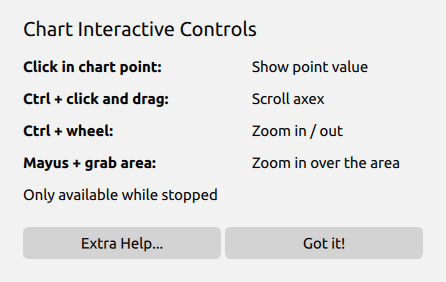 Chart Interactive Controls
Click in chart point: Show point value
Ctrl + click and drag: Scroll axex
Ctrl + wheel: Zoom in / out
Mayus + grab area: Zoom in over the area
Only available while stopped
Extra Help... Got it!